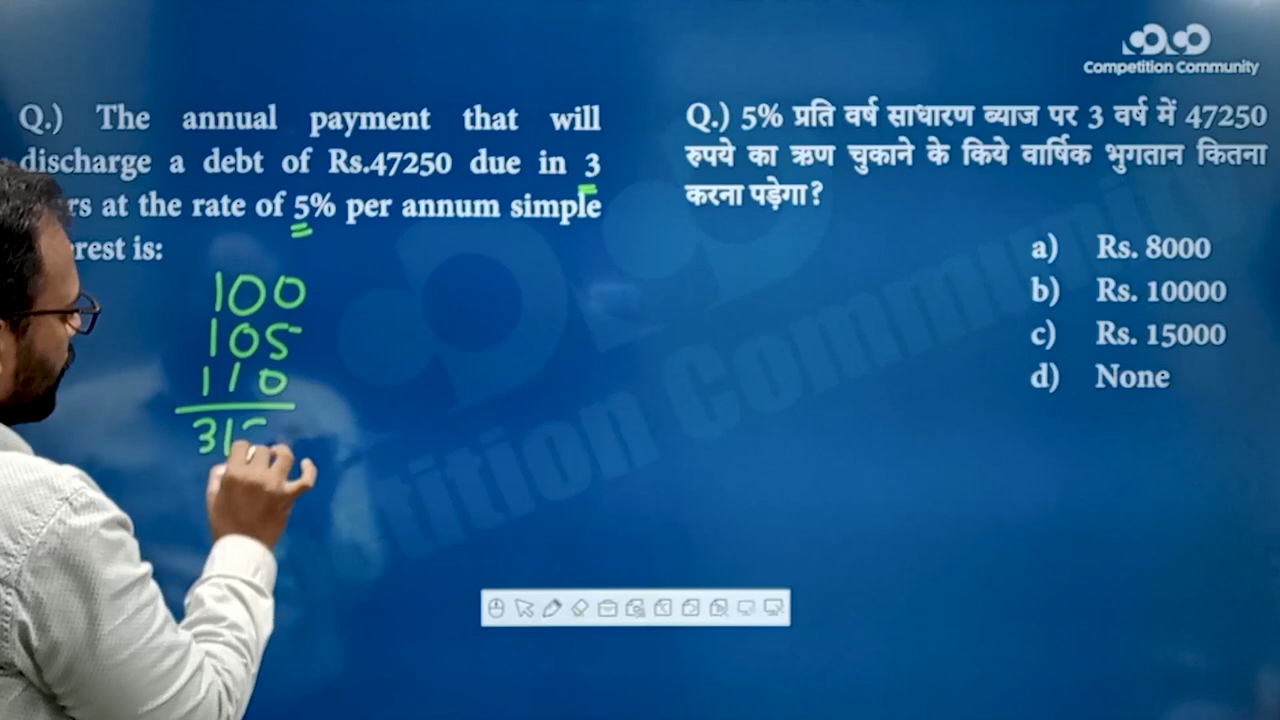 Competition Community
Q.) The annual payment that will
discharge a debt of Rs.47250 due in 3
at the rate of 5% per annum simple
is:
Q.) 5% प्रति वर्ष साधारण ब्याज पर 3 वर्ष में 47250
रुपये का ऋण चुकाने के किये वार्षिक भुगतान कितना
करना पड़ेगा?
a) Rs. 8000
b) Rs. 10000
c) Rs. 15000
d) None
100
105
110
Competition Community